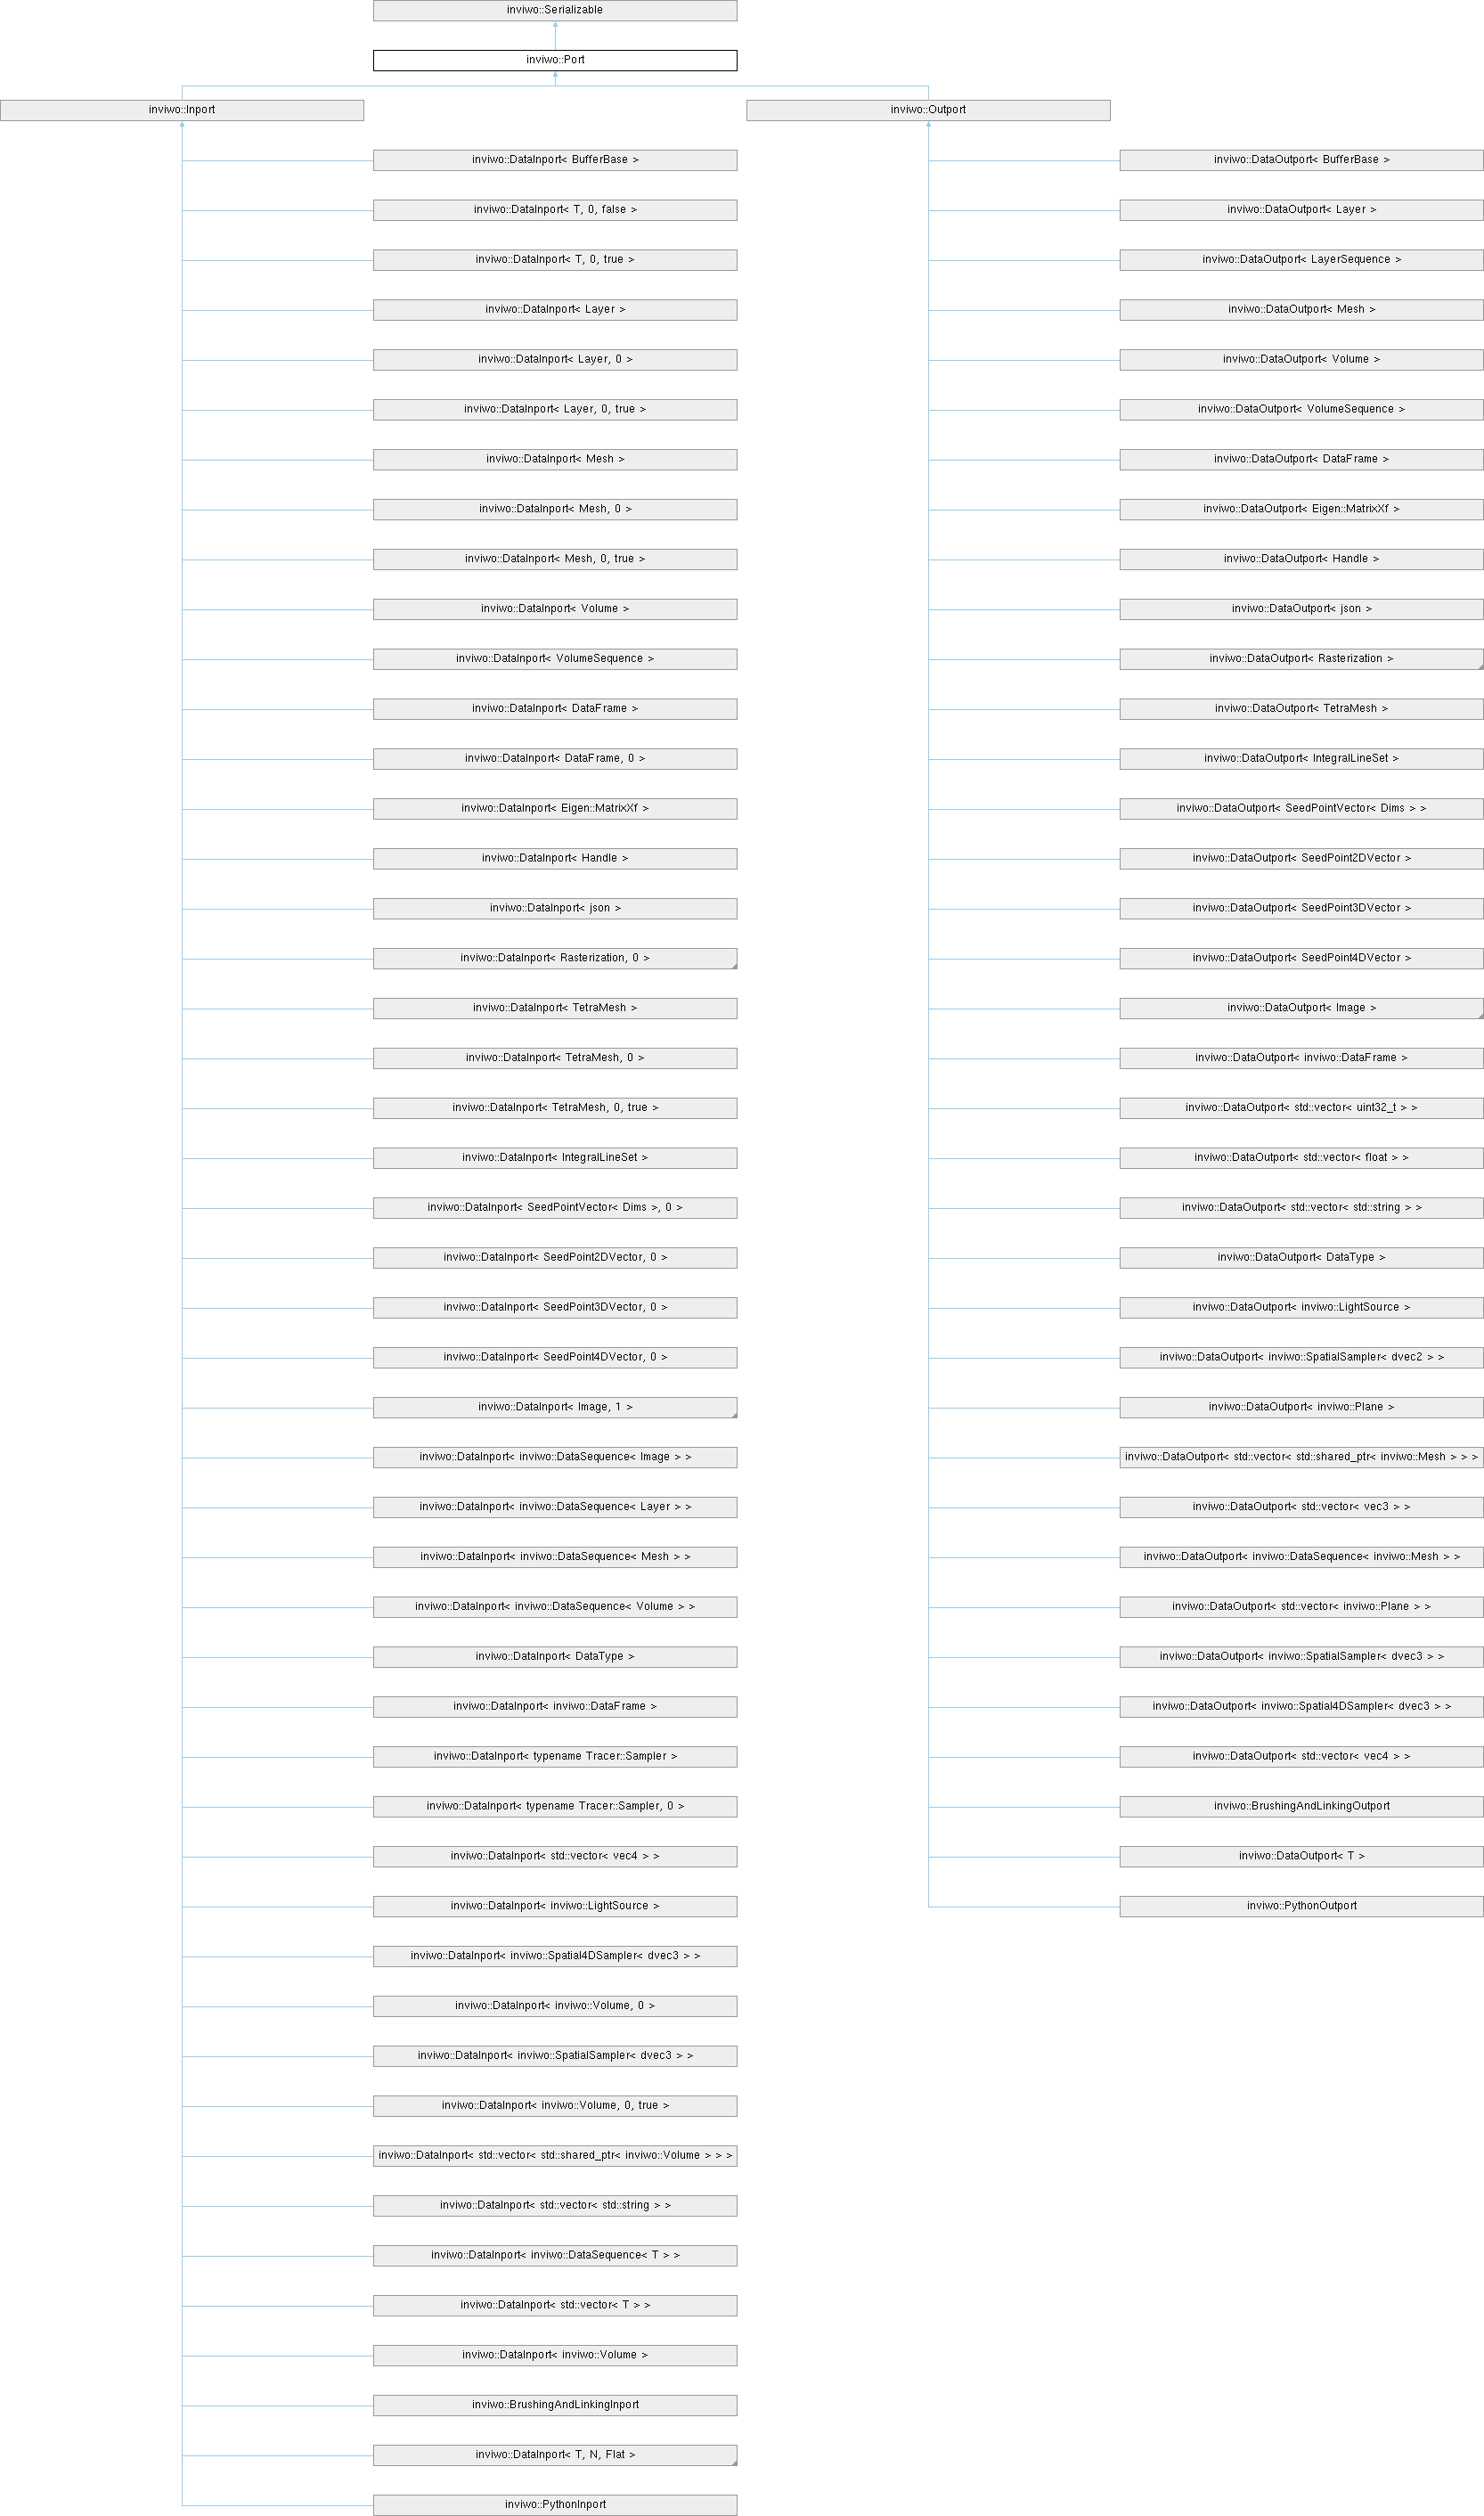 inviwo::Serializable
inviwo::Port
inviwo::Inport
inviwo::Outport
inviwo::DataInport< BufferBase >
inviwo::DataOutport< BufferBase >
inviwo::DataInport< T, 0, false >
inviwo::DataOutport< Layer >
inviwo::DataInport< T, 0, true >
inviwo::DataOutport< LayerSequence >
inviwo::DataInport< Layer >
inviwo::DataOutport< Mesh >
inviwo::DataInport< Layer, 0 >
inviwo::DataOutport< Volume >
inviwo::DataInport< Layer, 0, true >
inviwo::DataOutport< VolumeSequence >
inviwo::DataInport< Mesh >
inviwo::DataOutport< DataFrame >
inviwo::DataInport< Mesh, 0 >
inviwo::DataOutport< Eigen::MatrixXf >
inviwo::DataInport< Mesh, 0, true >
inviwo::DataOutport< Handle >
inviwo::DataInport< Volume >
inviwo::DataOutport< json >
inviwo::DataInport< VolumeSequence >
inviwo::DataOutport< Rasterization >
inviwo::DataInport< DataFrame >
inviwo::DataOutport< TetraMesh >
inviwo::DataInport< DataFrame, 0 >
inviwo::DataOutport< IntegralLineSet >
inviwo::DataInport< Eigen::MatrixXf >
inviwo::DataOutport< SeedPointVector< Dims > >
inviwo::DataInport< Handle >
inviwo::DataOutport< SeedPoint2DVector >
inviwo::DataInport< json >
inviwo::DataOutport< SeedPoint3DVector >
inviwo::DataInport< Rasterization, 0 >
inviwo::DataOutport< SeedPoint4DVector >
inviwo::DataInport< TetraMesh >
inviwo::DataOutport< Image >
inviwo::DataInport< TetraMesh, 0 >
inviwo::DataOutport< inviwo::DataFrame >
inviwo::DataInport< TetraMesh, 0, true >
inviwo::DataOutport< std::vector< uint32_t > >
inviwo::DataInport< IntegralLineSet >
inviwo::DataOutport< std::vector< float > >
inviwo::DataInport< SeedPointVector< Dims >, 0 >
inviwo::DataOutport< std::vector< std::string > >
inviwo::DataInport< SeedPoint2DVector, 0 >
inviwo::DataOutport< DataType >
inviwo::DataInport< SeedPoint3DVector, 0 >
inviwo::DataOutport< inviwo::LightSource >
inviwo::DataInport< SeedPoint4DVector, 0 >
inviwo::DataOutport< inviwo::SpatialSampler< dvec2 > >
inviwo::DataInport< Image, 1 >
inviwo::DataOutport< inviwo::Plane >
inviwo::DataInport< inviwo::DataSequence< Image > >
inviwo::DataOutport< std::vector< std::shared_ptr< inviwo::Mesh > > >
inviwo::DataInport< inviwo::DataSequence< Layer > >
inviwo::DataOutport< std::vector< vec3 > >
inviwo::DataInport< inviwo::DataSequence< Mesh > >
inviwo::DataOutport< inviwo::DataSequence< inviwo::Mesh > >
inviwo::DataInport< inviwo::DataSequence< Volume > >
inviwo::DataOutport< std::vector< inviwo::Plane > >
inviwo::DataInport< DataType >
inviwo::DataOutport< inviwo::SpatialSampler< dvec3 > >
inviwo::DataInport< inviwo::DataFrame >
inviwo::DataOutport< inviwo::Spatial4DSampler< dvec3 > >
inviwo::DataInport< typename Tracer::Sampler >
inviwo::DataOutport< std::vector< vec4 > >
inviwo::DataInport< typename Tracer::Sampler, 0 >
inviwo::BrushingAndLinkingOutport
inviwo::DataInport< std::vector< vec4 > >
inviwo::DataOutport< T >
inviwo::DataInport< inviwo::LightSource >
inviwo::PythonOutport
inviwo::DataInport< inviwo::Spatial4DSampler< dvec3 > >
inviwo::DataInport< inviwo::Volume, 0 >
inviwo::DataInport< inviwo::SpatialSampler< dvec3 > >
inviwo::DataInport< inviwo::Volume, 0, true >
inviwo::DataInport< std::vector< std::shared_ptr< inviwo::Volume > > >
inviwo::DataInport< std::vector< std::string > >
inviwo::DataInport< inviwo::DataSequence< T > >
inviwo::DataInport< std::vector< T > >
inviwo::DataInport< inviwo::Volume >
inviwo::BrushingAndLinkingInport
inviwo::DataInport< T, N, Flat >
inviwo::PythonInport